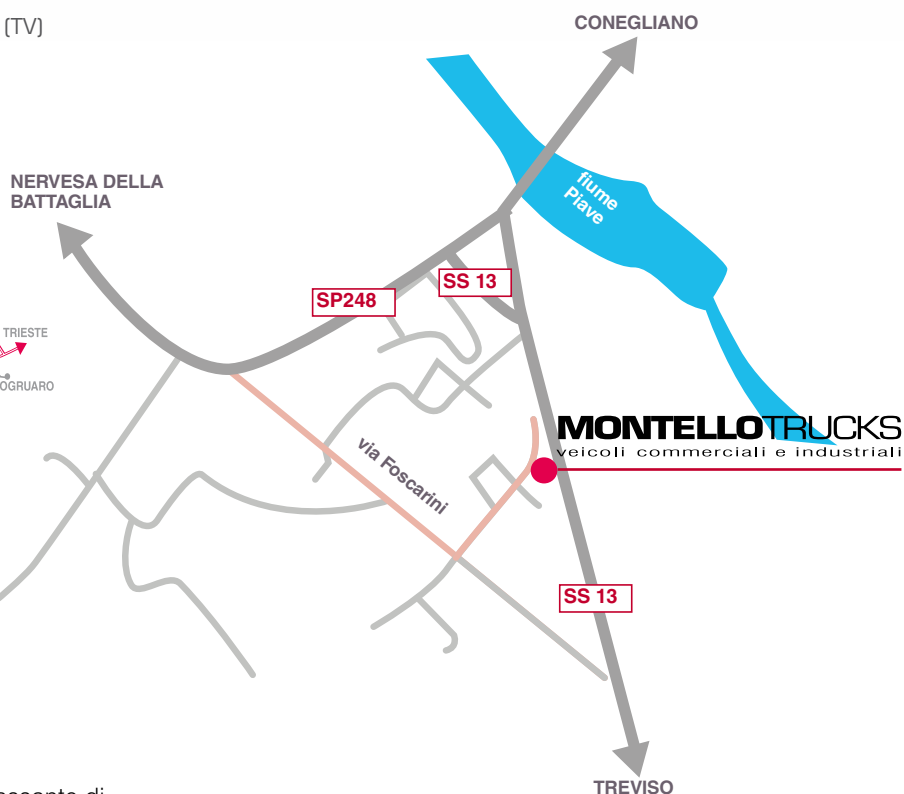 (TV)
CONEGLIANO
NERVESA DELLA
BATTAGLIA
fiume
Piave
SS 13
SP248
TRIESTE
OGRUARO
MONTELLOTRUCKS
veicoli commerciali e industriali
via Foscarini
SS 13
TREVISO